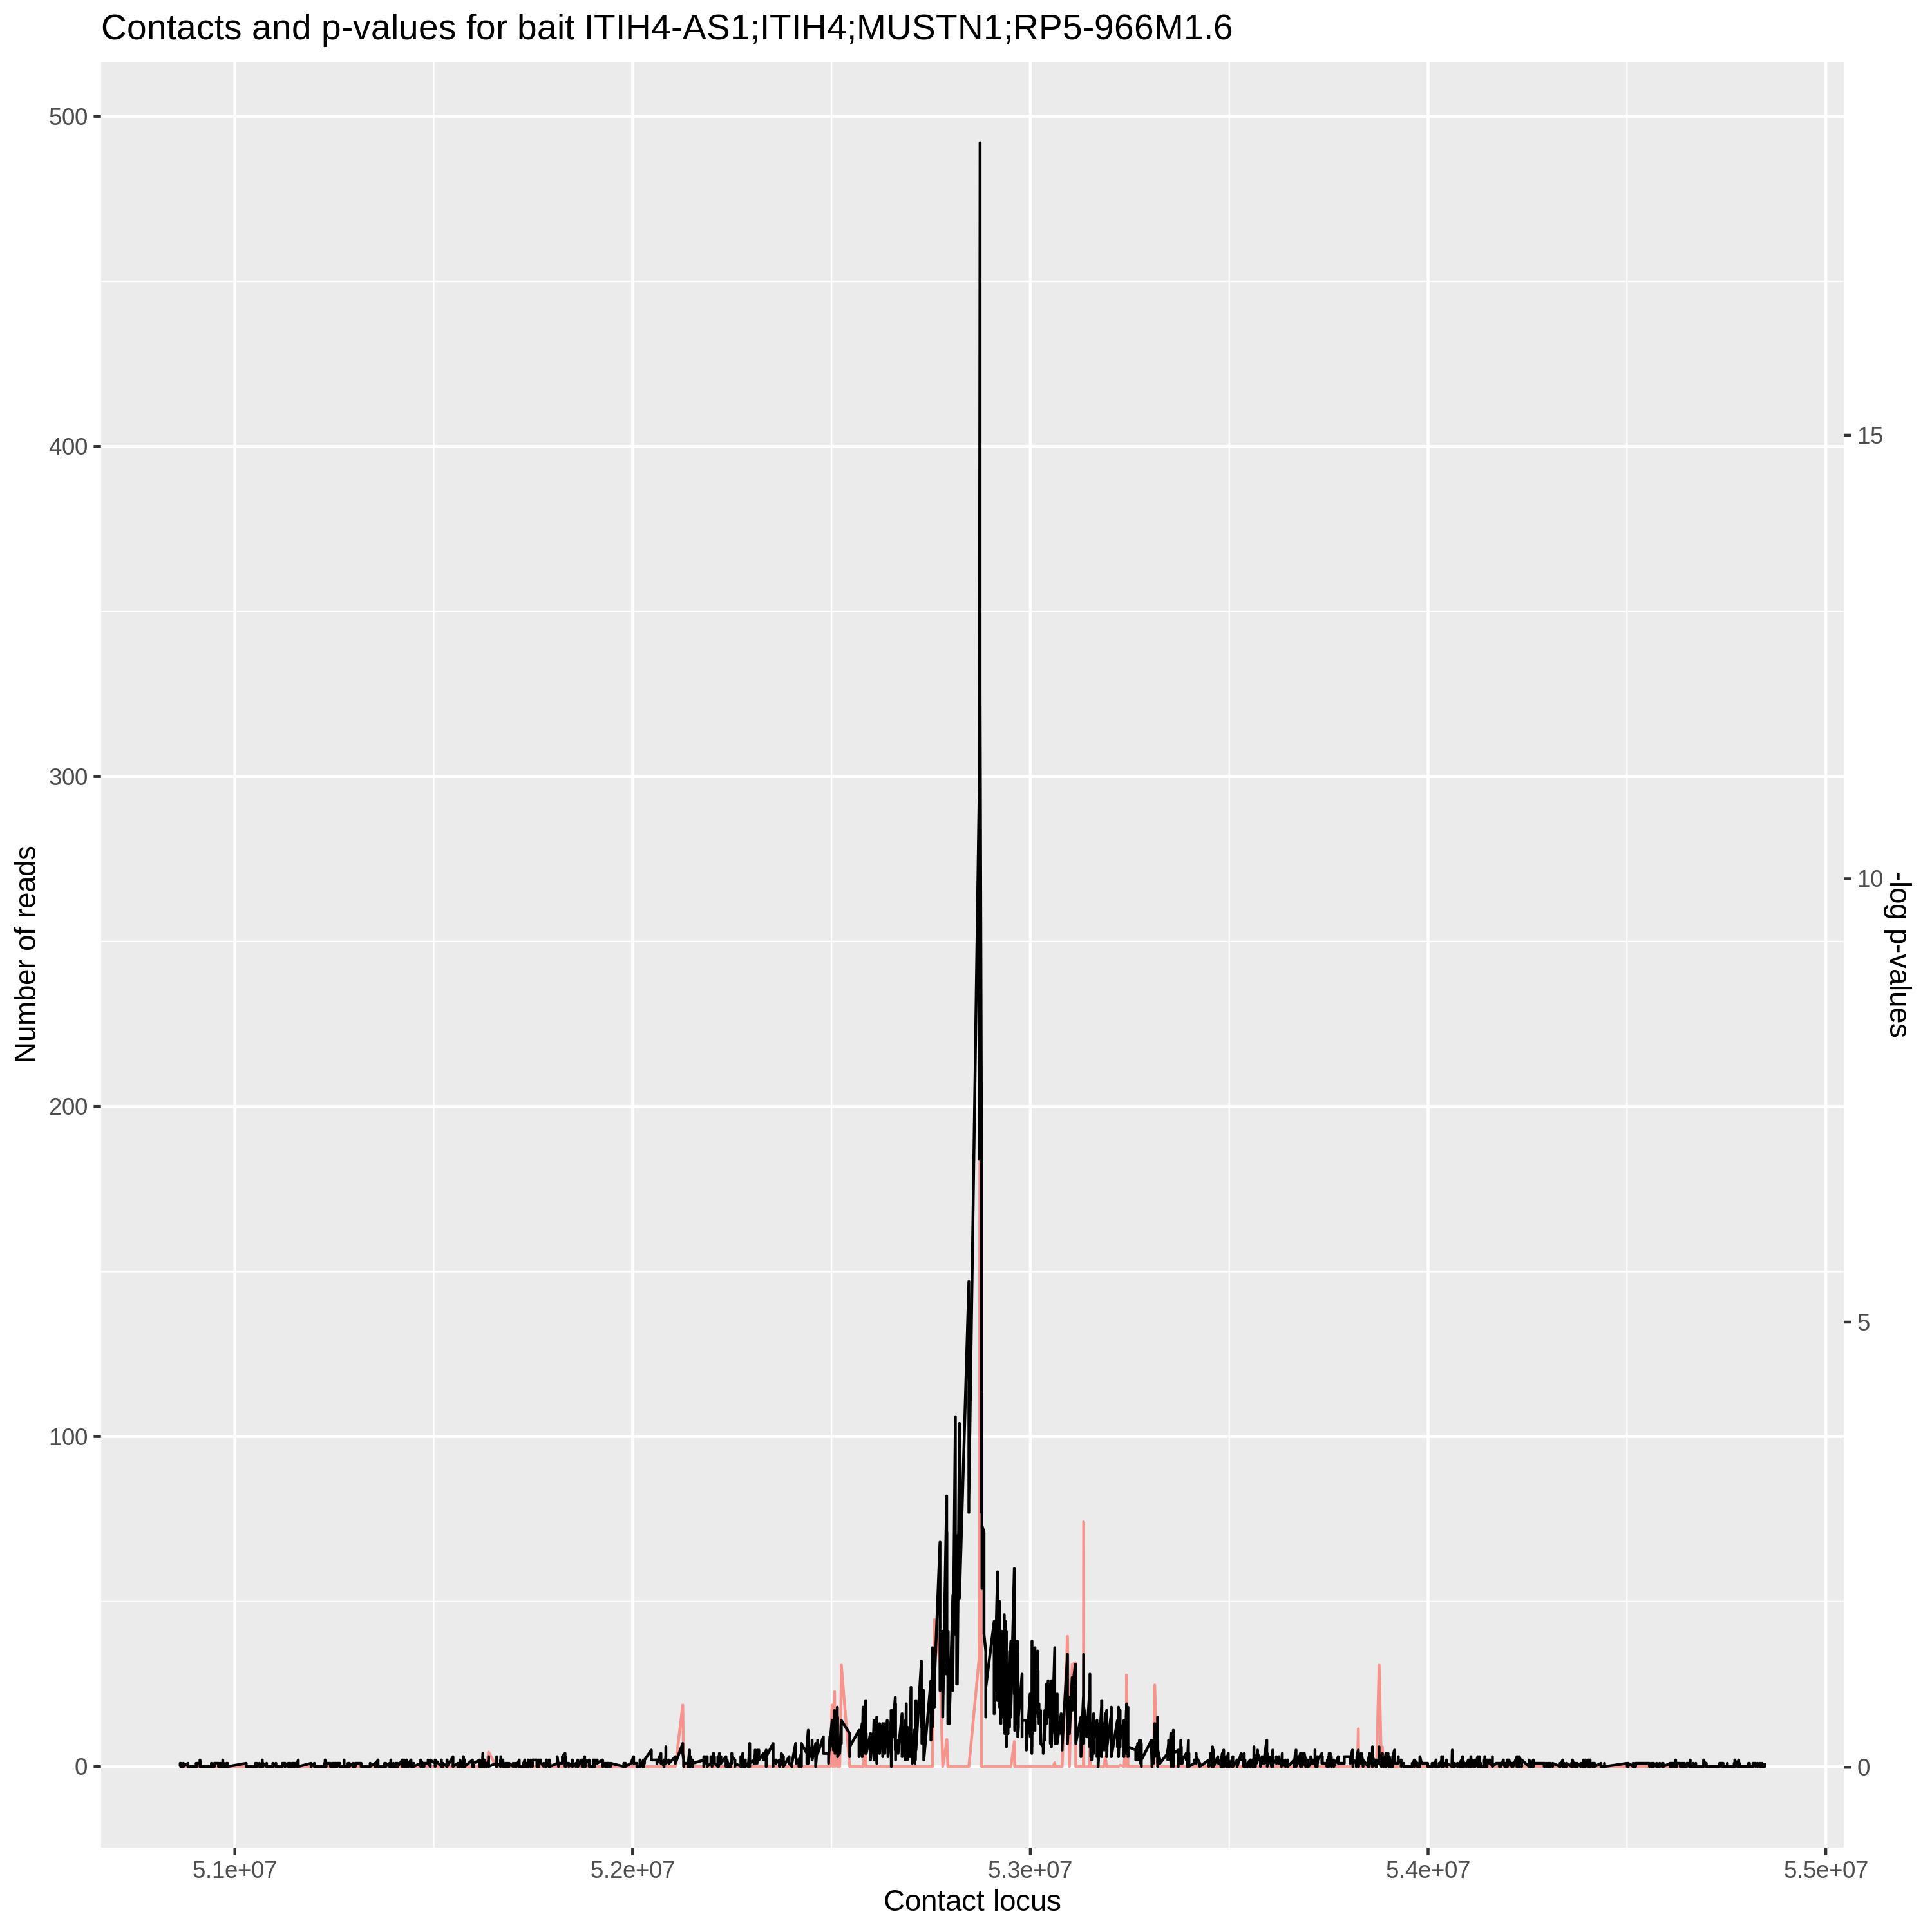 Contacts and p-values for bait ITIH4-AS1;ITIH4;MUSTN1;RP5-966M1.6
500
400
300
200
100
0
Number of reads
15
10
5
0
-log p-values
5.1e+07
5.2e+07
5.3e+07
5.4e+07
5.5e+07
Contact locus